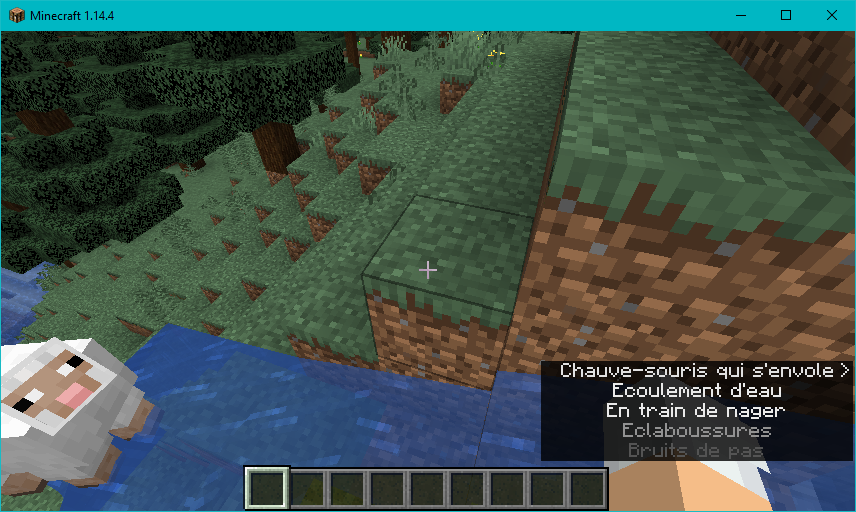 Minecraft 1.14.4
Chauve-souris qui s'envole >
Ecoulement d'eau
En train de nager
Eclaboussures
Bruits de pas